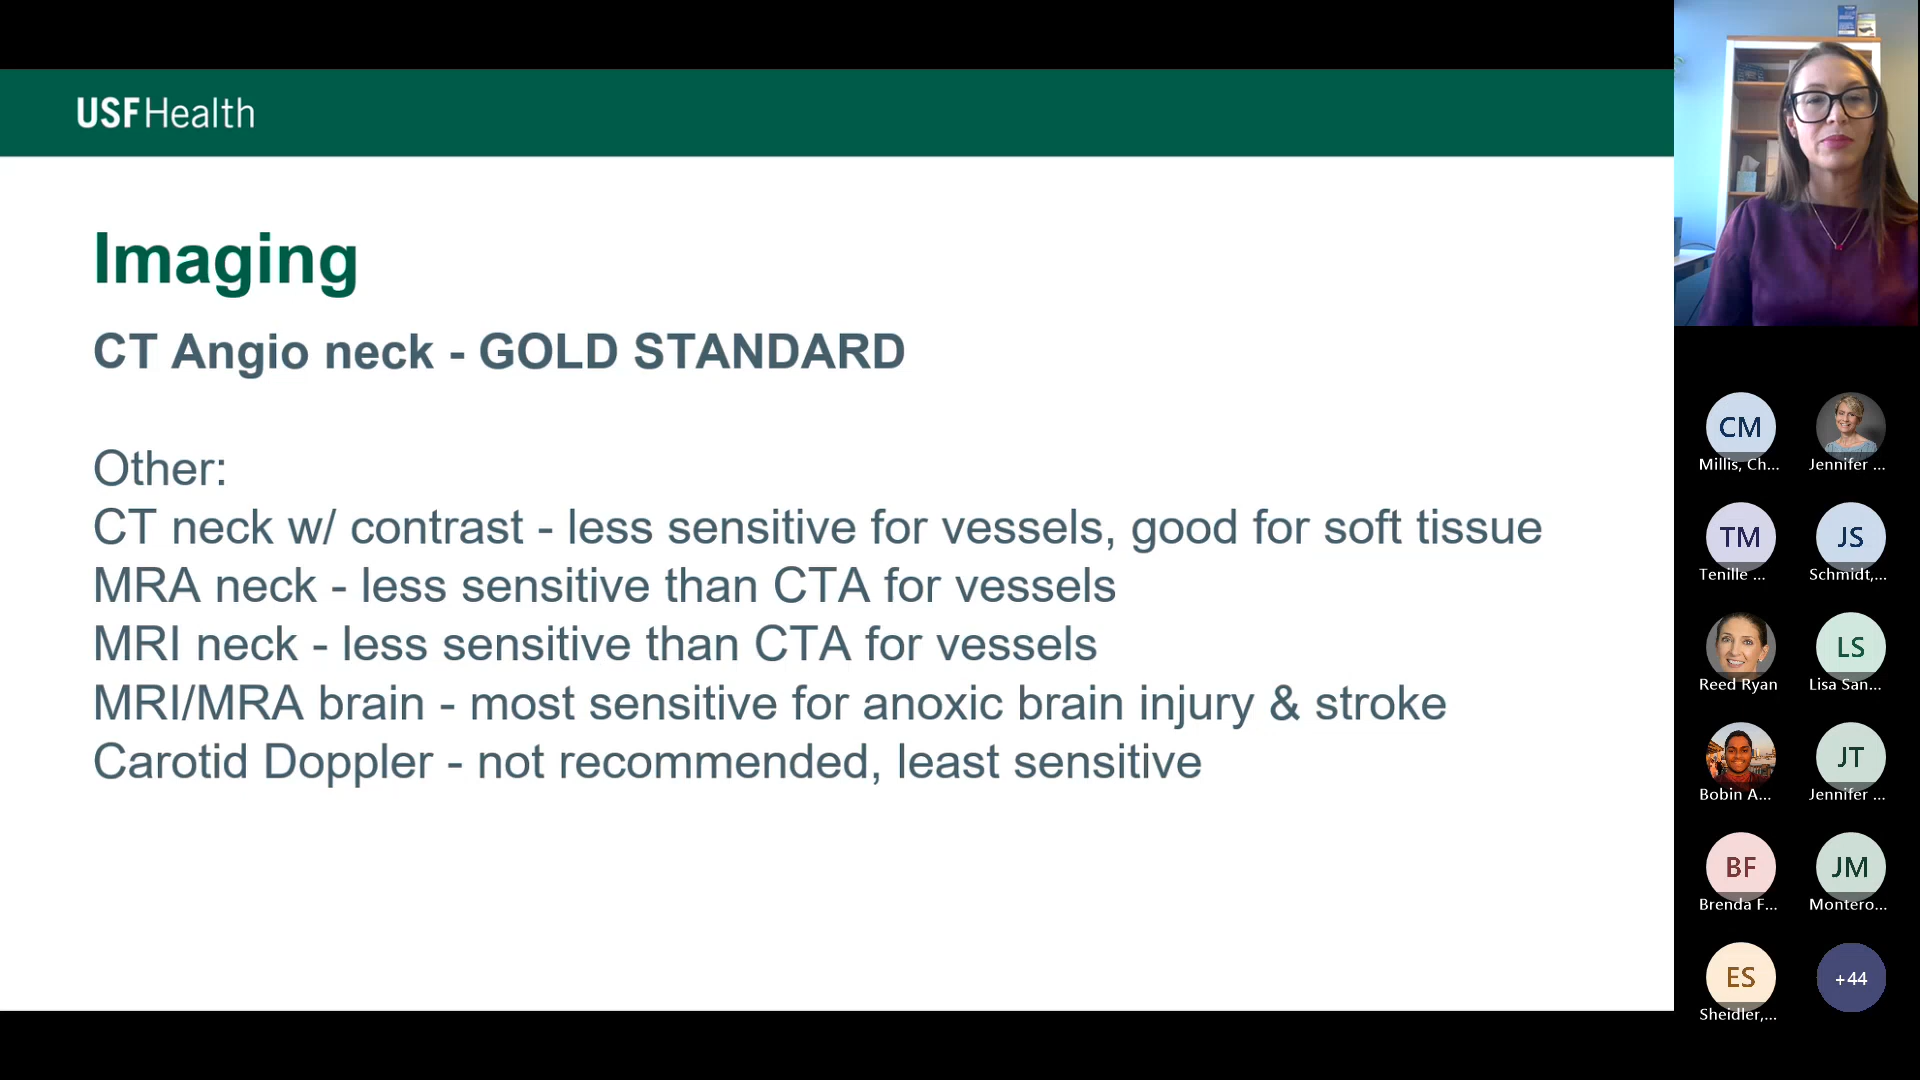 USFHealth
Imaging
CT Angio neck - GOLD STANDARD
Other:
CT neck w/ contrast - less sensitive for vessels, good for soft tissue
MRA neck - less sensitive than CTA for vessels
MRI neck - less sensitive than CTA for vessels
MRI/MRA brain - most sensitive for anoxic brain injury & stroke
Carotid Doppler - not recommended, least sensitive
CM
Millis, Ch...
Jennifer ...
TM
Tenille ...
JS
Schmidt,...
Reed Ryan
LS
Lisa San...
Bobin A...
JT
Jennifer ...
BF
Brenda F...
JM
Montero...
ES
Sheidler,...
+44